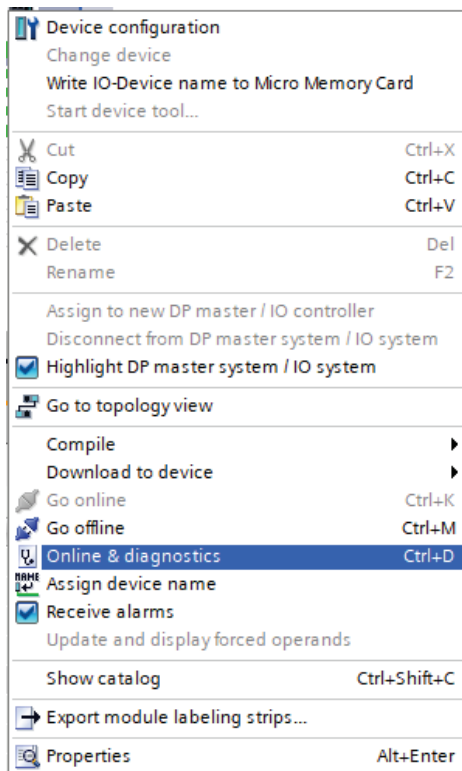 Device configuration
Change device
Write IO-Device name to Micro Memory Card
Start device tool...
Cut Ctrl+X
Copy Ctrl+C
Paste Ctrl+V
Delete Del
Rename F2
Assign to new DP master / IO controller
Disconnect from DP master system / IO system
Highlight DP master system / IO system
Go to topology view
Compile
Download to device
Go online Ctrl+K
Go offline Ctrl+M
Online & diagnostics Ctrl+D
NAME Assign device name
Receive alarms
Update and display forced operands
Show catalog Ctrl+Shift+C
Export module labeling strips...
Properties Alt+Enter